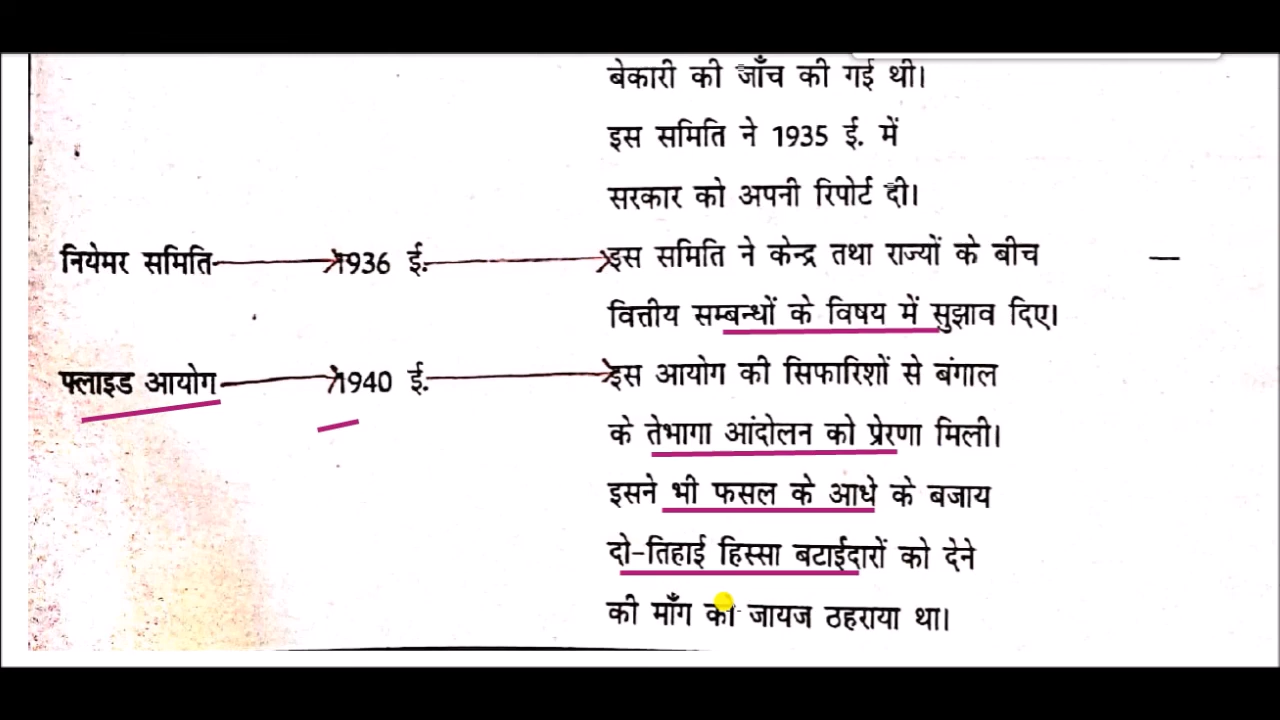 बेकारी की जाँच की गई थी।
इस समिति ने 1935 ई. में
सरकार को अपनी रिपोर्ट दी।
नियेमर समिति 1936 ई. इस समिति ने केन्द्र तथा राज्यों के बीच
वित्तीय सम्बन्धों के विषय में सुझाव दिए।
फ्लाइड आयोग 1940 ई. इस आयोग की सिफारिशों से बंगाल
के तेभागा आंदोलन को प्रेरणा मिली।
इसने भी फसल के आधे के बजाय
दो-तिहाई हिस्सा बटाईदारों को देने
की माँग को जायज ठहराया था।